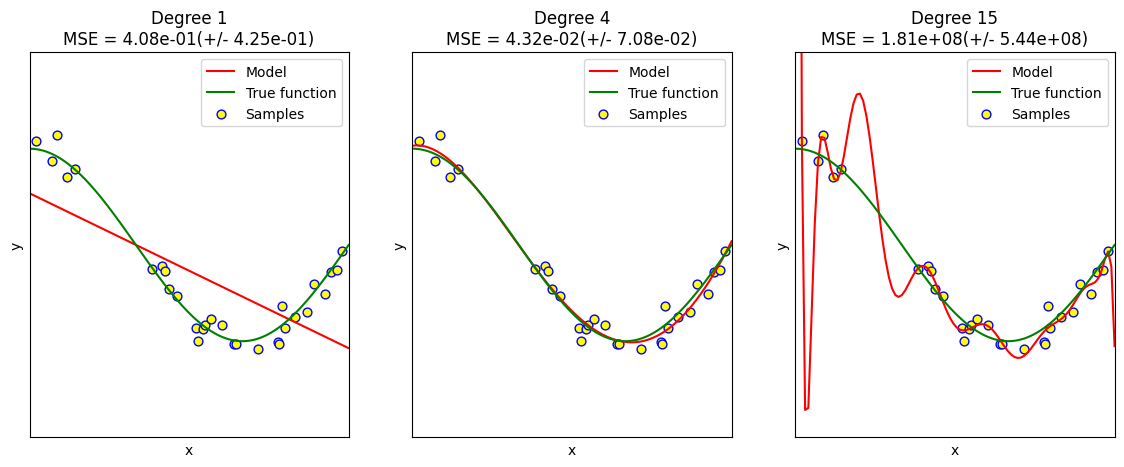 Degree 1
MSE = 4.08e-01(+/- 4.25e-01)
Model
True function
Samples
y
x
Degree 4
MSE = 4.32e-02(+/- 7.08e-02)
Model
True function
Samples
y
x
Degree 15
MSE = 1.81e+08(+/- 5.44e+08)
Model
True function
Samples
y
x